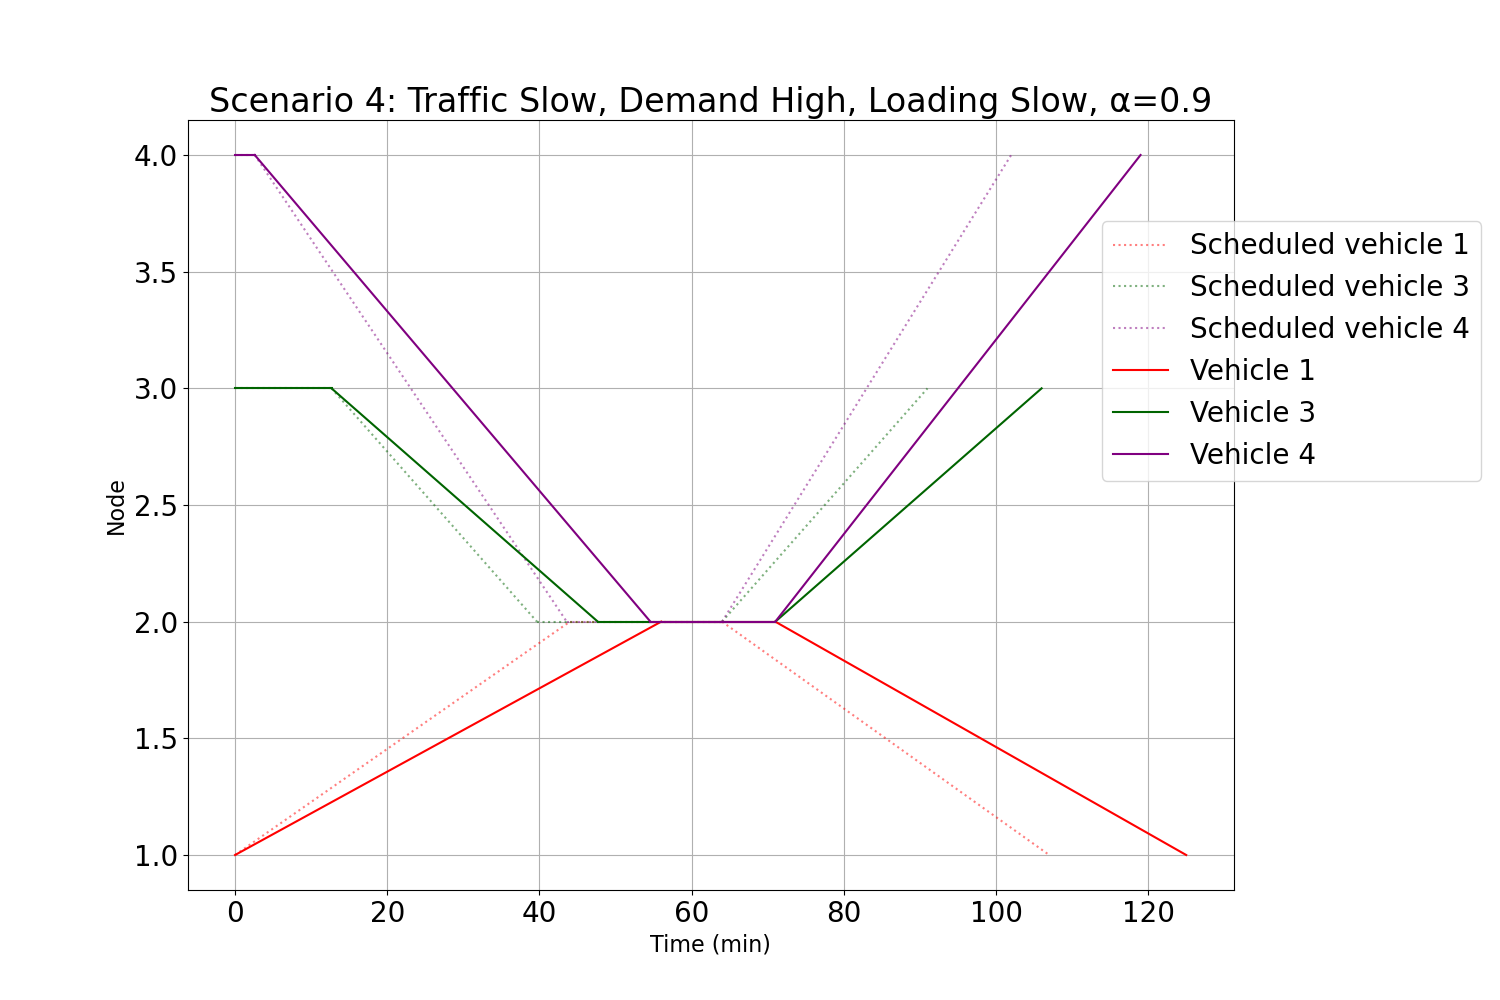 Scenario 4: Traffic Slow, Demand High, Loading Slow, α=0.9
4.0
3.5
3.0
2.5
2.0
1.5
1.0
Node
0 20 40 60 80 100 120
Time (min)
Scheduled vehicle 1
Scheduled vehicle 3
Scheduled vehicle 4
Vehicle 1
Vehicle 3
Vehicle 4